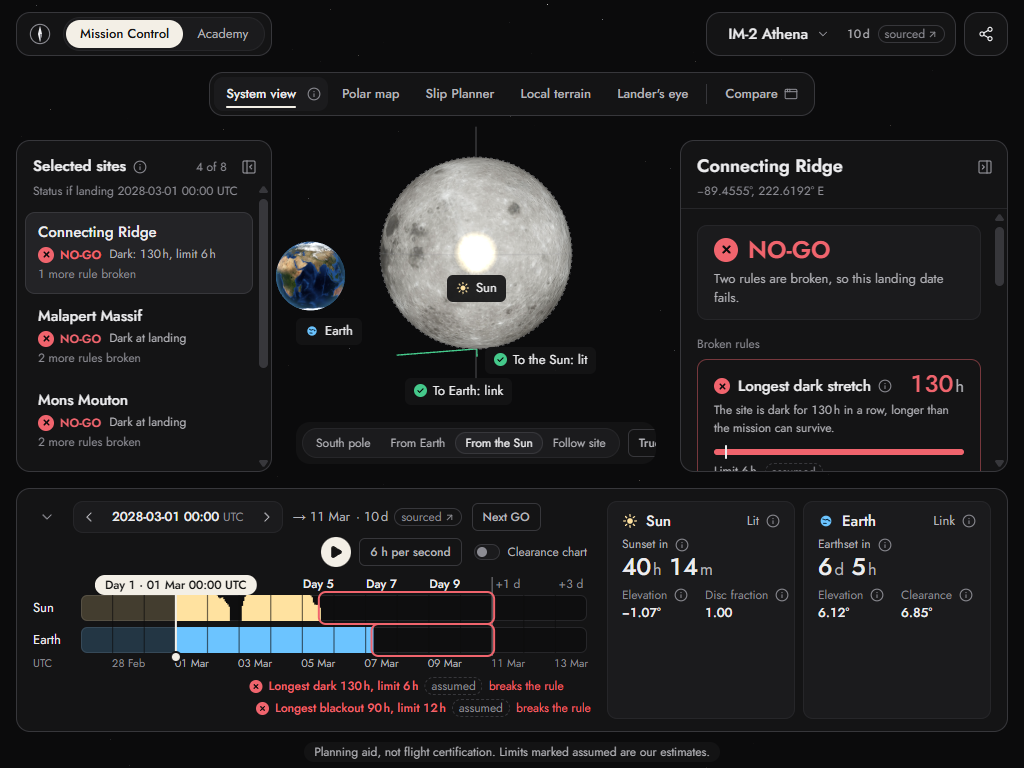 Mission Control
Academy
IM-2 Athena
10d
sourced ↗
System view
Polar map
Slip Planner
Local terrain
Lander's eye
Compare
Selected sites
4 of 8
Status if landing 2028-03-01 00:00 UTC
Connecting Ridge
NO-GO Dark: 130h, limit 6h
1 more rule broken
Malapert Massif
NO-GO Dark at landing
2 more rules broken
Mons Mouton
NO-GO Dark at landing
2 more rules broken
Sun
Earth
To the Sun: lit
To Earth: link
South pole
From Earth
From the Sun
Follow site
Connecting Ridge
−89.4555°, 222.6192° E
NO-GO
Two rules are broken, so this landing date
fails.
Broken rules
Longest dark stretch
130h
The site is dark for 130h in a row, longer than
the mission can survive.
Limit 6h assumed
2028-03-01 00:00 UTC
→ 11 Mar · 10d
sourced ↗
Next GO
6 h per second
Clearance chart
Day 1 · 01 Mar 00:00 UTC
Day 5
Day 7
Day 9
+1 d
+3 d
Sun
Earth
UTC
28 Feb
01 Mar
03 Mar
05 Mar
07 Mar
09 Mar
11 Mar
13 Mar
Longest dark 130h, limit 6h assumed breaks the rule
Longest blackout 90h, limit 12h assumed breaks the rule
Sun
Lit
Sunset in
40h 14m
Elevation
Disc fraction
−1.07°
1.00
Earth
Link
Earthset in
6d 5h
Elevation
Clearance
6.12°
6.85°
Planning aid, not flight certification. Limits marked assumed are our estimates.